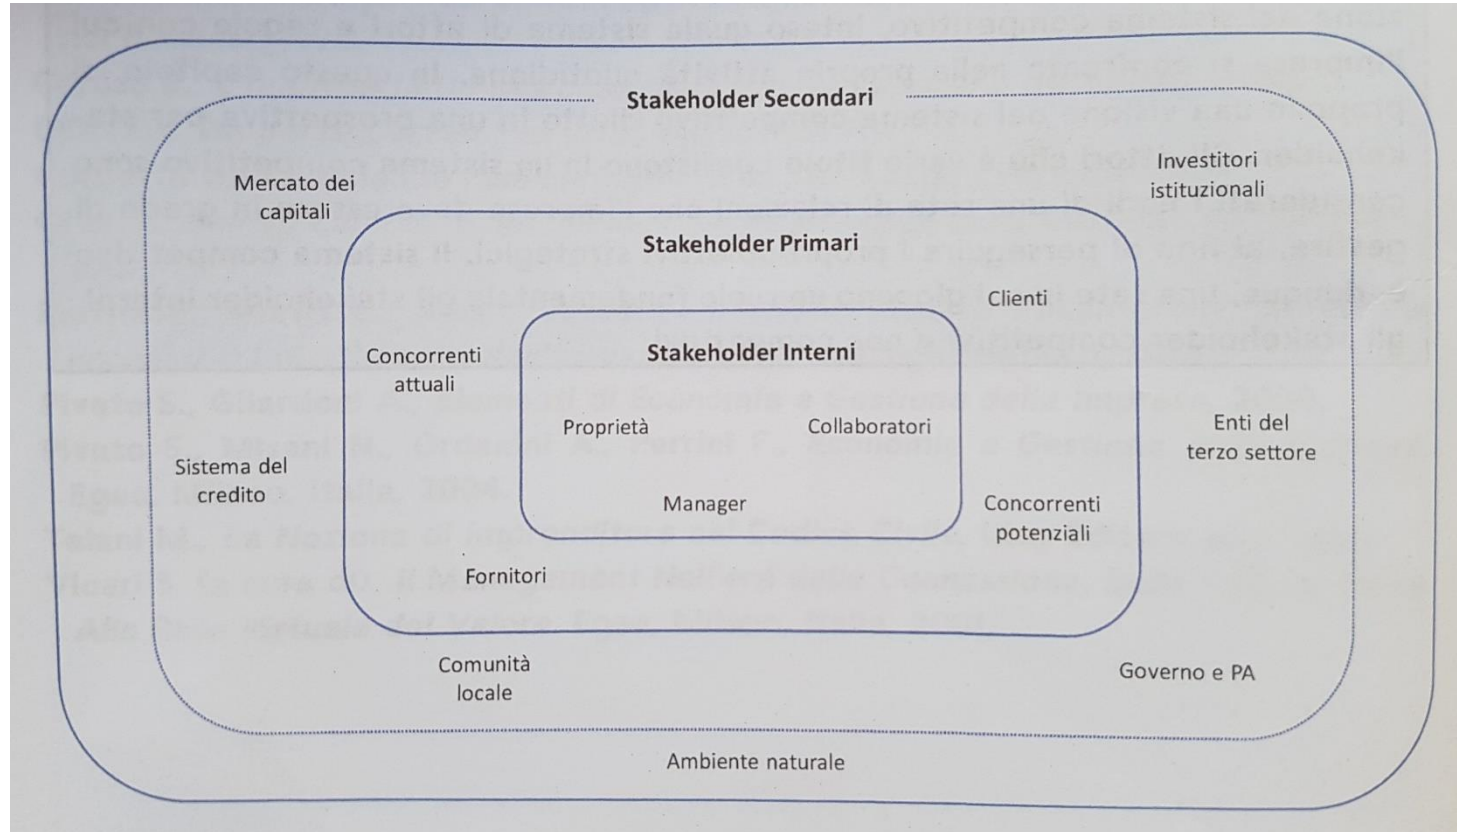 Stakeholder Secondari
Mercato dei
capitali
Investitori
istituzionali
Stakeholder Primari
Clienti
Concorrenti
attuali
Stakeholder Interni
Proprietà
Collaboratori
Manager
Sistema del
credito
Enti del
terzo settore
Concorrenti
potenziali
Fornitori
Comunità
locale
Governo e PA
Ambiente naturale